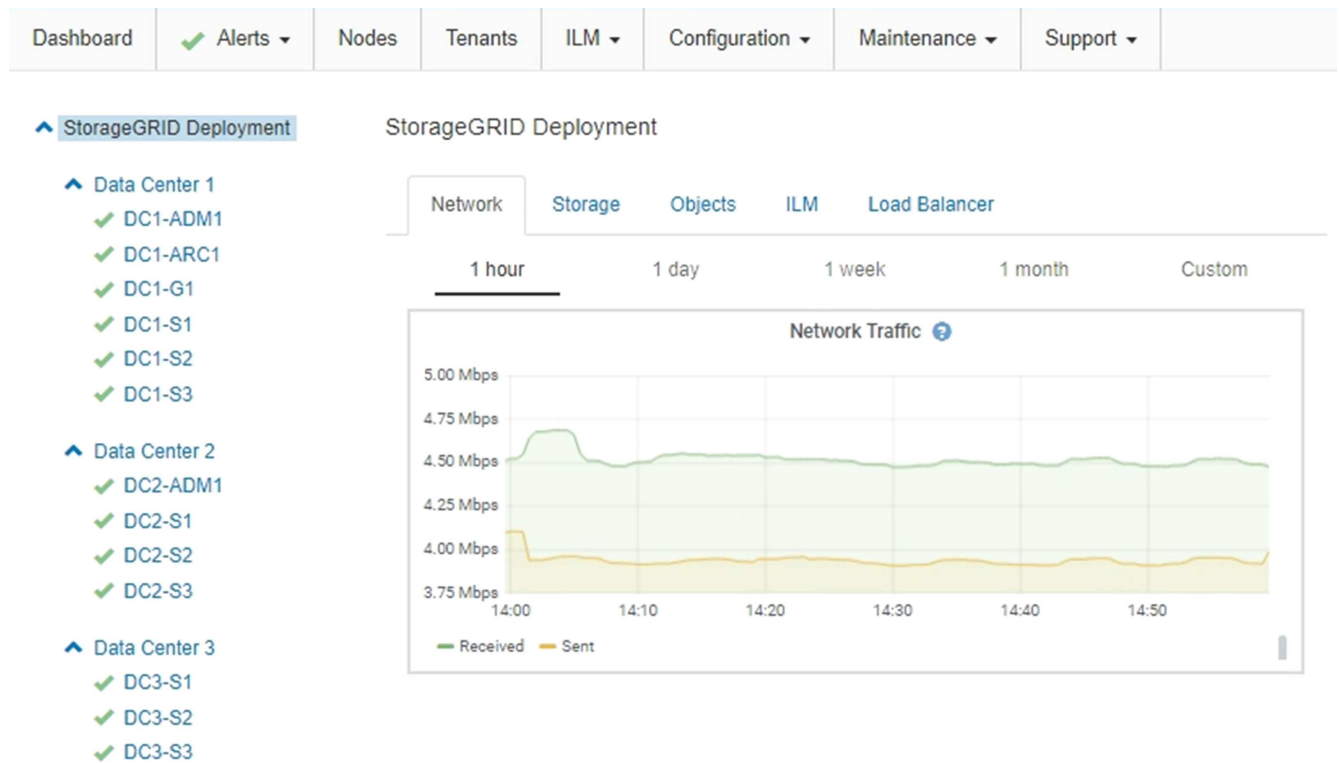 Dashboard Alerts Nodes Tenants ILM Configuration Maintenance Support
StorageGRID Deployment
Data Center 1
DC1-ADM1
DC1-ARC1
DC1-G1
DC1-S1
DC1-S2
DC1-S3
Data Center 2
DC2-ADM1
DC2-S1
DC2-S2
DC2-S3
Data Center 3
DC3-S1
DC3-S2
DC3-S3
StorageGRID Deployment
Network Storage Objects ILM Load Balancer
1 hour 1 day 1 week 1 month Custom
Network Traffic ?
5.00 Mbps
4.75 Mbps
4.50 Mbps
4.25 Mbps
4.00 Mbps
3.75 Mbps
14:00 14:10 14:20 14:30 14:40 14:50
Received Sent